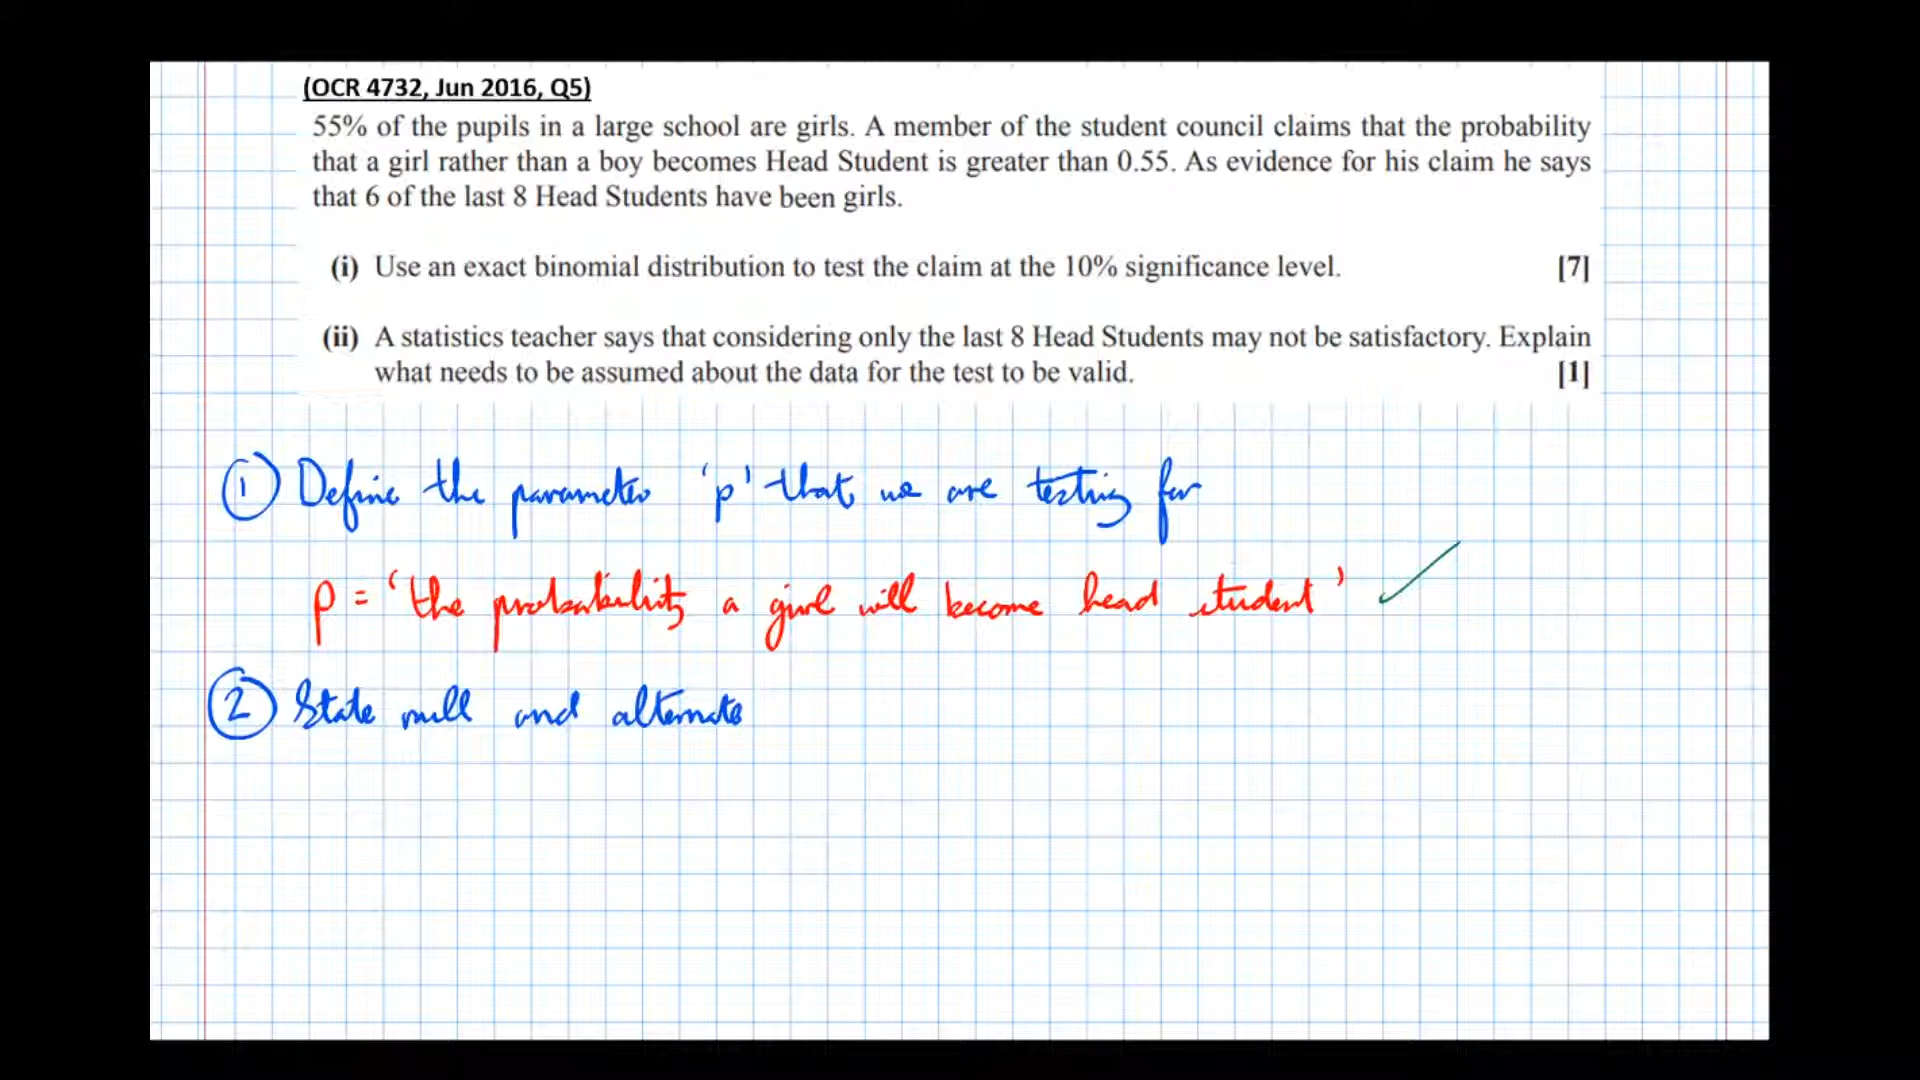 (OCR 4732, Jun 2016, Q5)
55% of the pupils in a large school are girls. A member of the student council claims that the probability
that a girl rather than a boy becomes Head Student is greater than 0.55. As evidence for his claim he says
that 6 of the last 8 Head Students have been girls.
(i) Use an exact binomial distribution to test the claim at the 10% significance level. [7]
(ii) A statistics teacher says that considering only the last 8 Head Students may not be satisfactory. Explain
what needs to be assumed about the data for the test to be valid. [1]
① Define the parameter 'p' that we are testing for
p = 'the probability a girl will become head student' ✓
② State null and alternate